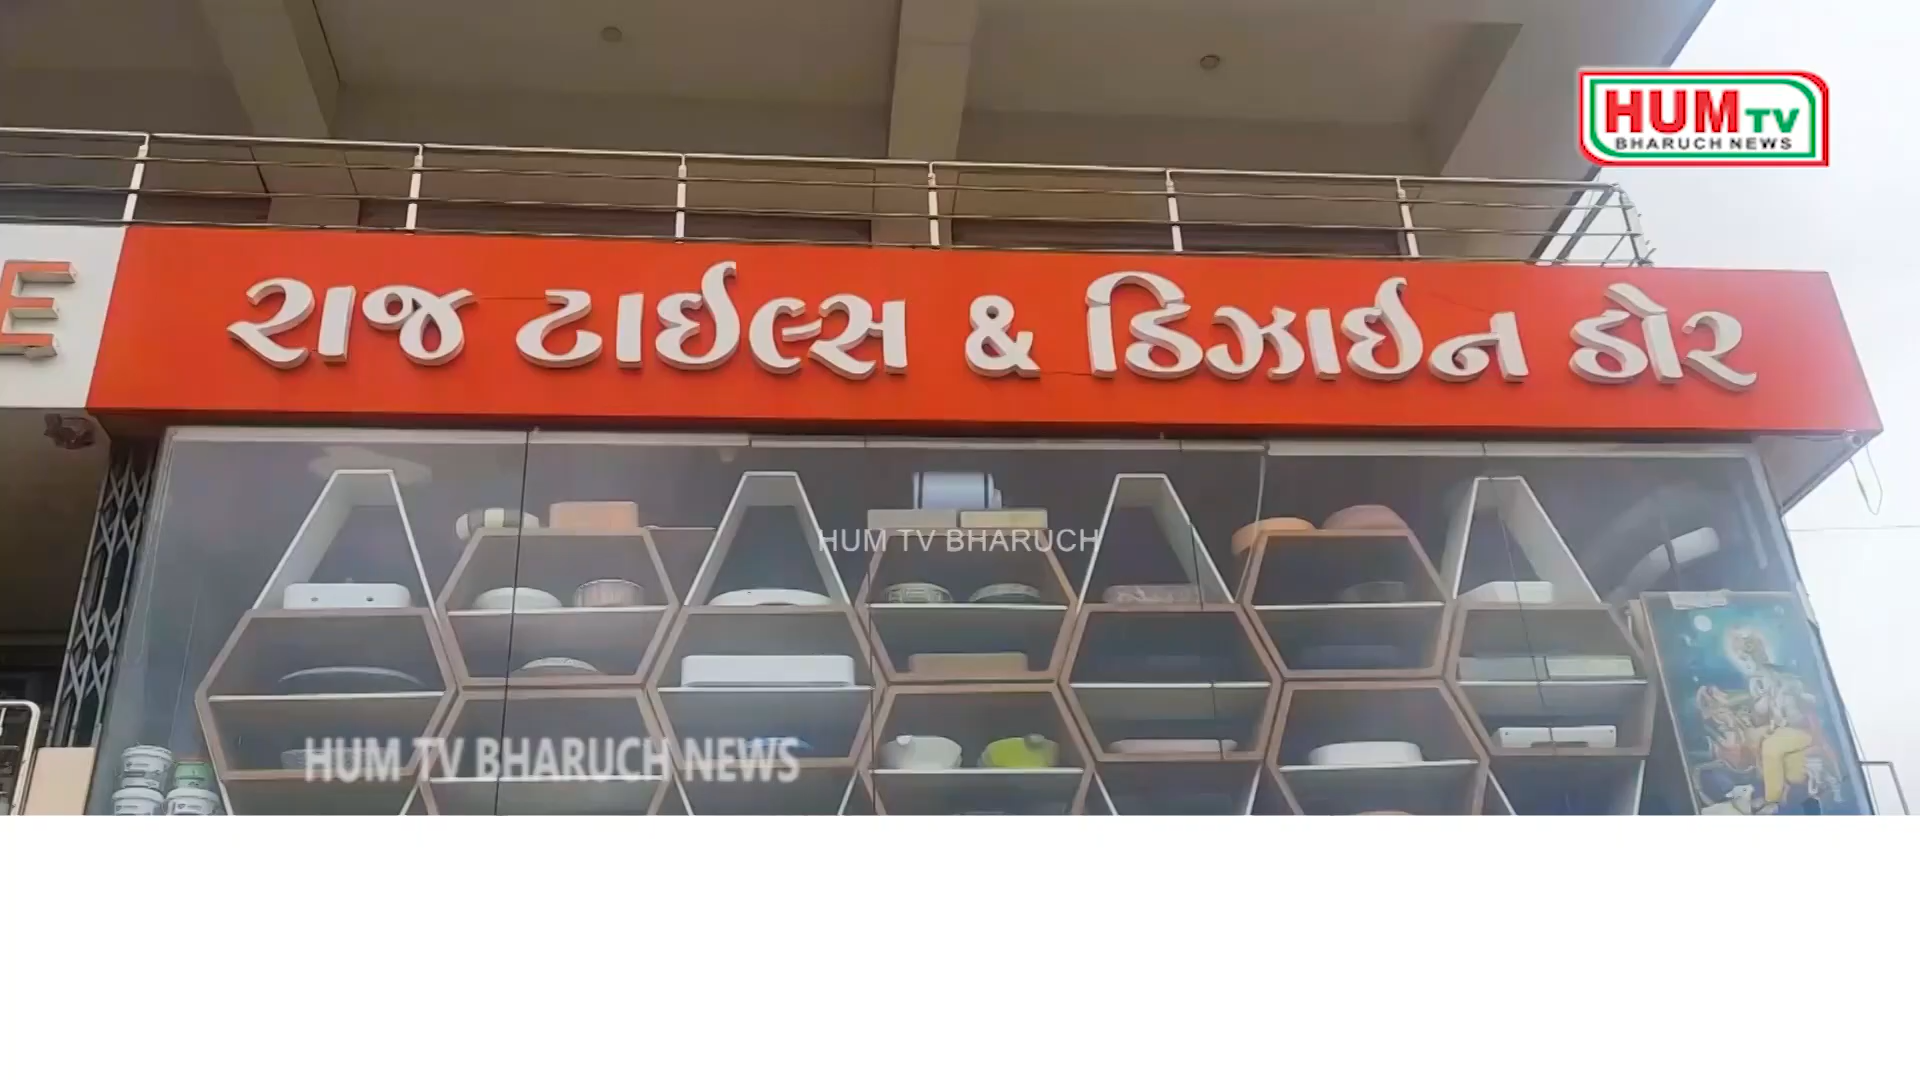 HUM TV
BHARUCH NEWS
E
રાજ ટાઈલ્સ & ડિઝાઈન ડોર
HUM TV BHARUCH
HUM TV BHARUCH NEWS